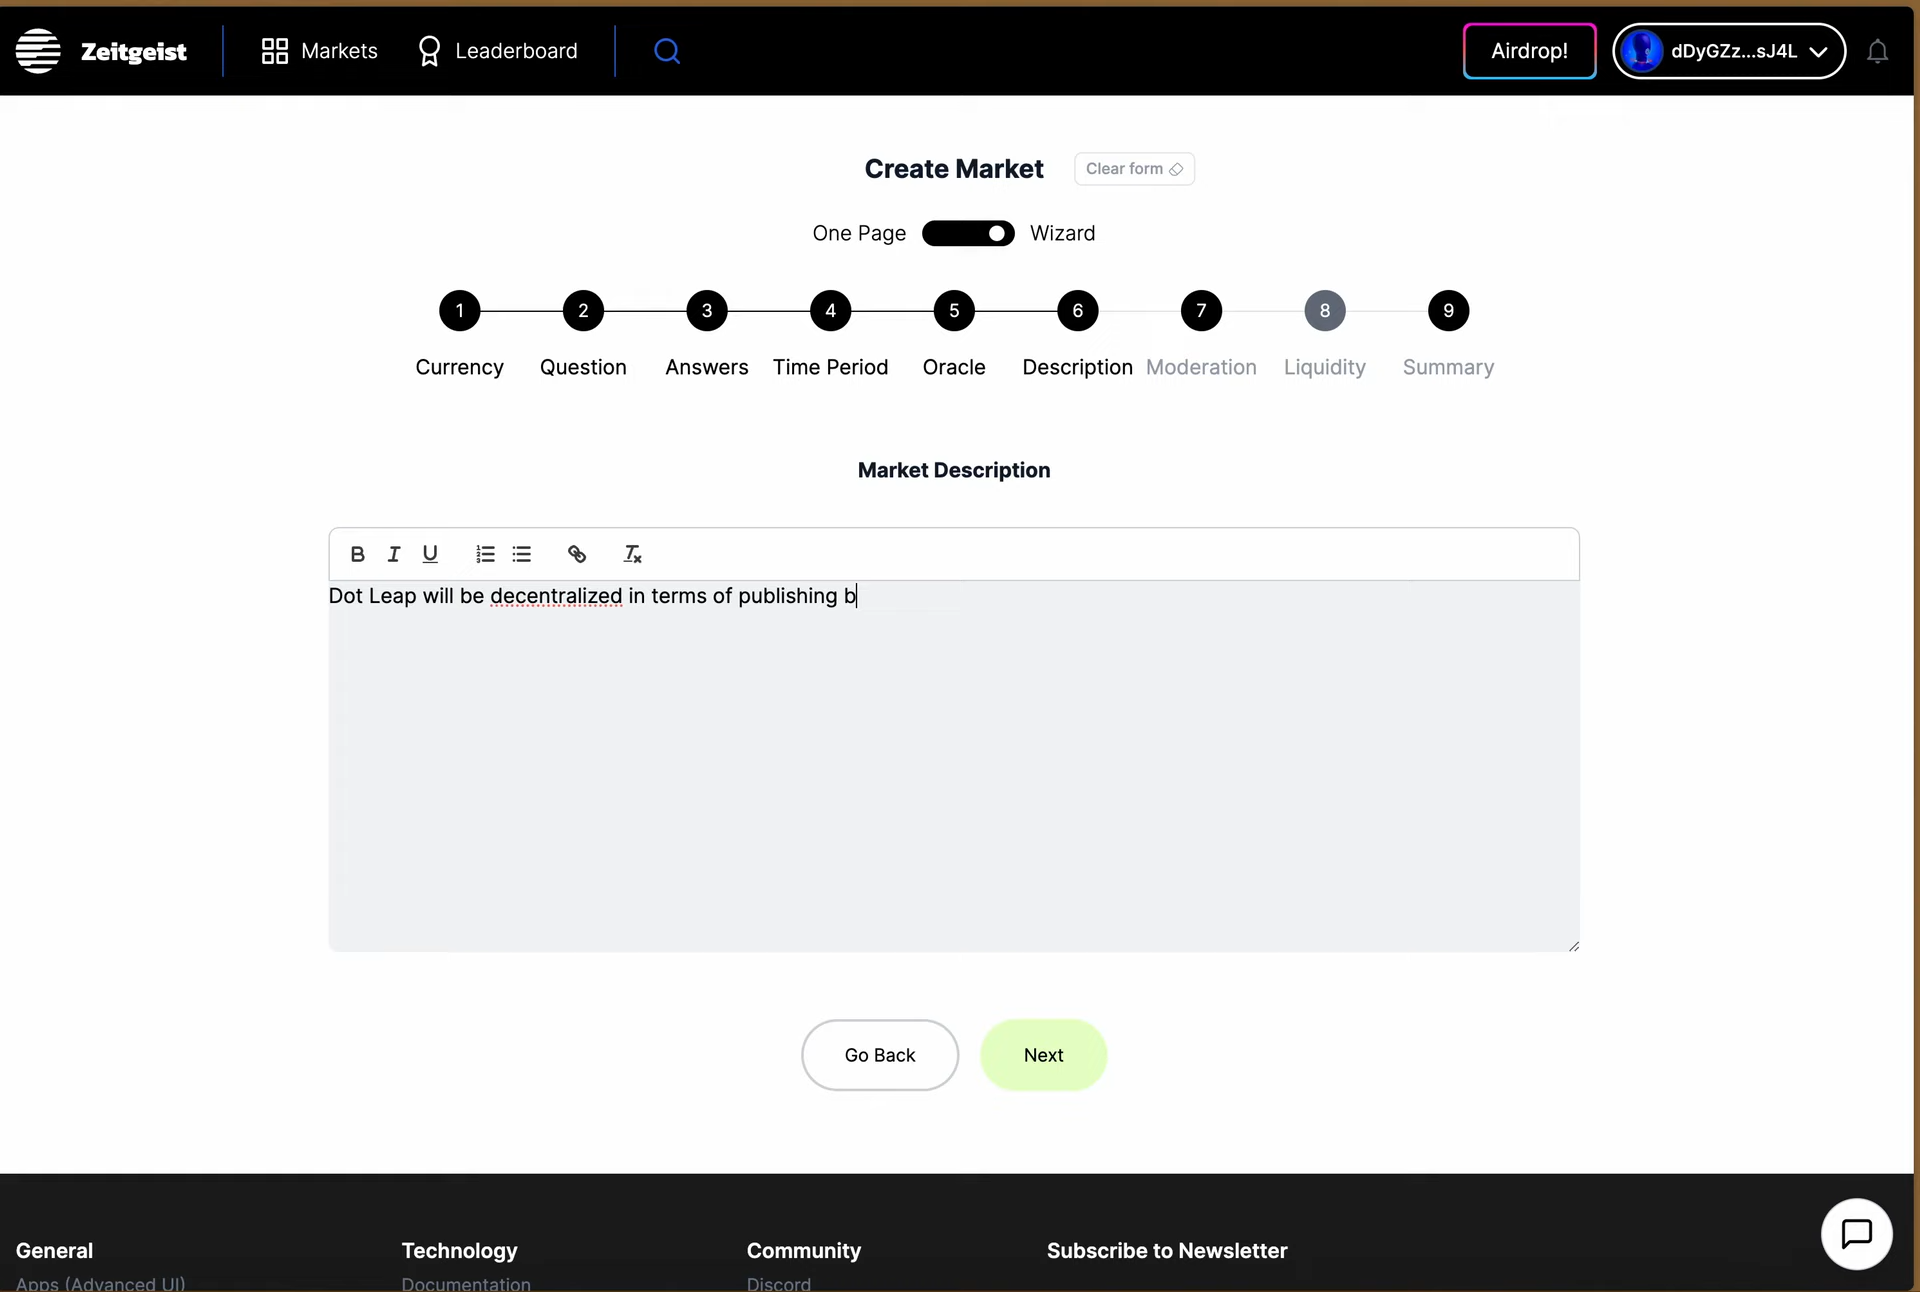 Zeitgeist
Markets
Leaderboard
Airdrop!
dDyGZz...sJ4L
Create Market
Clear form
One Page
Wizard
1
2
3
4
5
6
7
8
9
Currency
Question
Answers
Time Period
Oracle
Description
Moderation
Liquidity
Summary
Market Description
Dot Leap will be decentralized in terms of publishing b
Go Back
Next
General
Technology
Community
Subscribe to Newsletter
Apps (Advanced UI)
Documentation
Discord